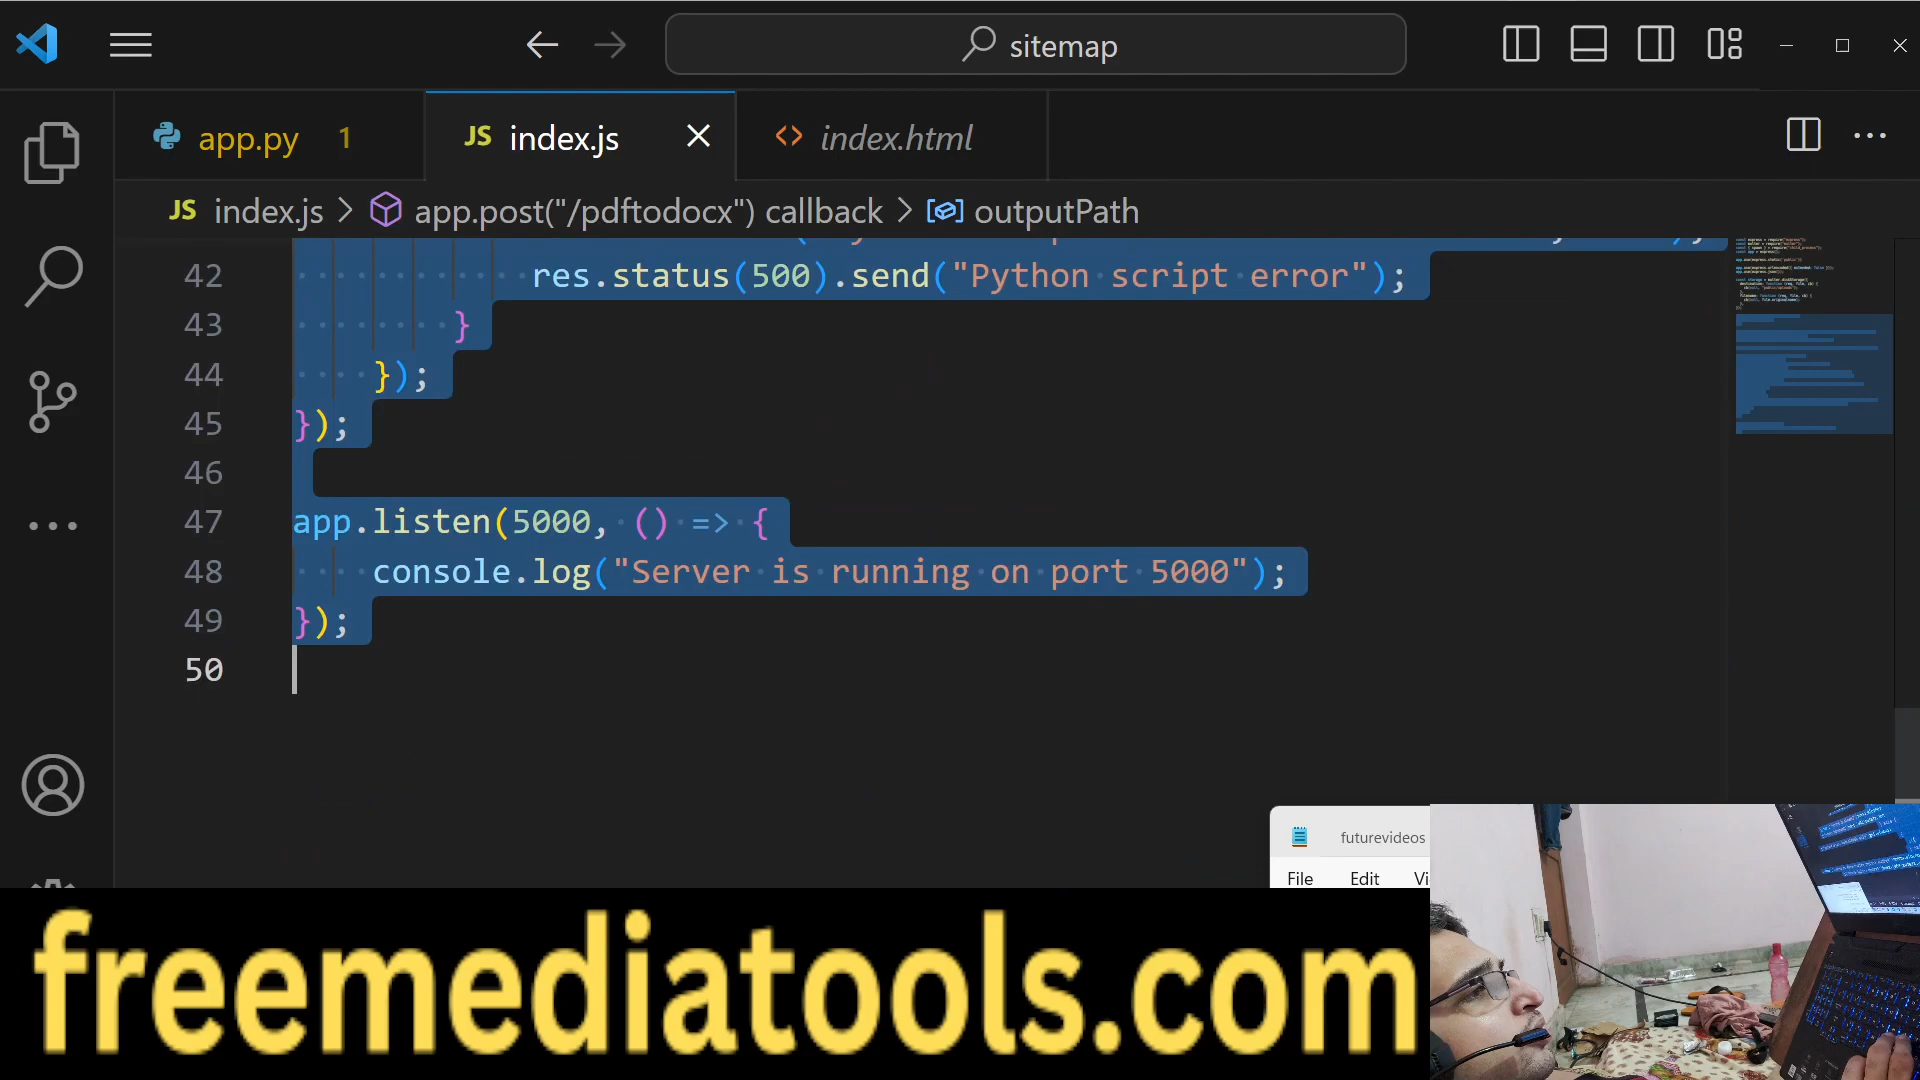 sitemap
app.py 1
JS index.js
index.html
JS index.js > app.post("/pdftodocx") callback > outputPath
42 res.status(500).send("Python script error");
43 }
44 });
45 });
46
47 app.listen(5000, () => {
48 console.log("Server is running on port 5000");
49 });
50
futurevideos
File Edit Vi
freemediatools.com